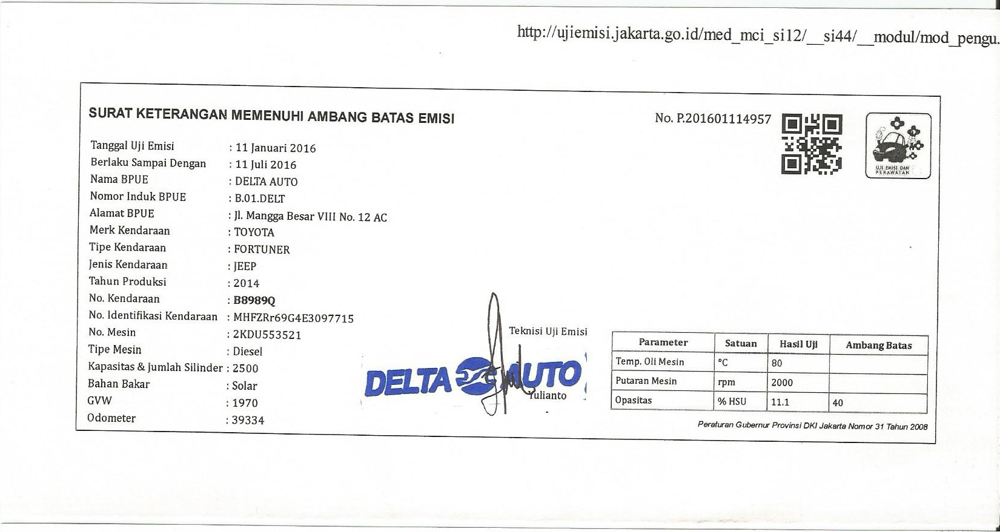 http://ujiemisi.jakarta.go.id/med_mci_si12/__si44/__modul/mod_pengu.
SURAT KETERANGAN MEMENUHI AMBANG BATAS EMISI
No. P.201601114957
UJI EMISI DAN
PERAWATAN
Tanggal Uji Emisi : 11 Januari 2016
Berlaku Sampai Dengan : 11 Juli 2016
Nama BPUE : DELTA AUTO
Nomor Induk BPUE : B.01.DELT
Alamat BPUE : Jl. Mangga Besar VIII No. 12 AC
Merk Kendaraan : TOYOTA
Tipe Kendaraan : FORTUNER
Jenis Kendaraan : JEEP
Tahun Produksi : 2014
No. Kendaraan : B8989Q
No. Identifikasi Kendaraan : MHFZRr69G4E3097715
No. Mesin : 2KDU553521
Tipe Mesin : Diesel
Kapasitas & Jumlah Silinder : 2500
Bahan Bakar : Solar
GVW : 1970
Odometer : 39334
Teknisi Uji Emisi
DELTA AUTO
Yulianto
Parameter Satuan Hasil Uji Ambang Batas
Temp. Oli Mesin °C 80
Putaran Mesin rpm 2000
Opasitas % HSU 11.1 40
Peraturan Gubernur Provinsi DKI Jakarta Nomor 31 Tahun 2008